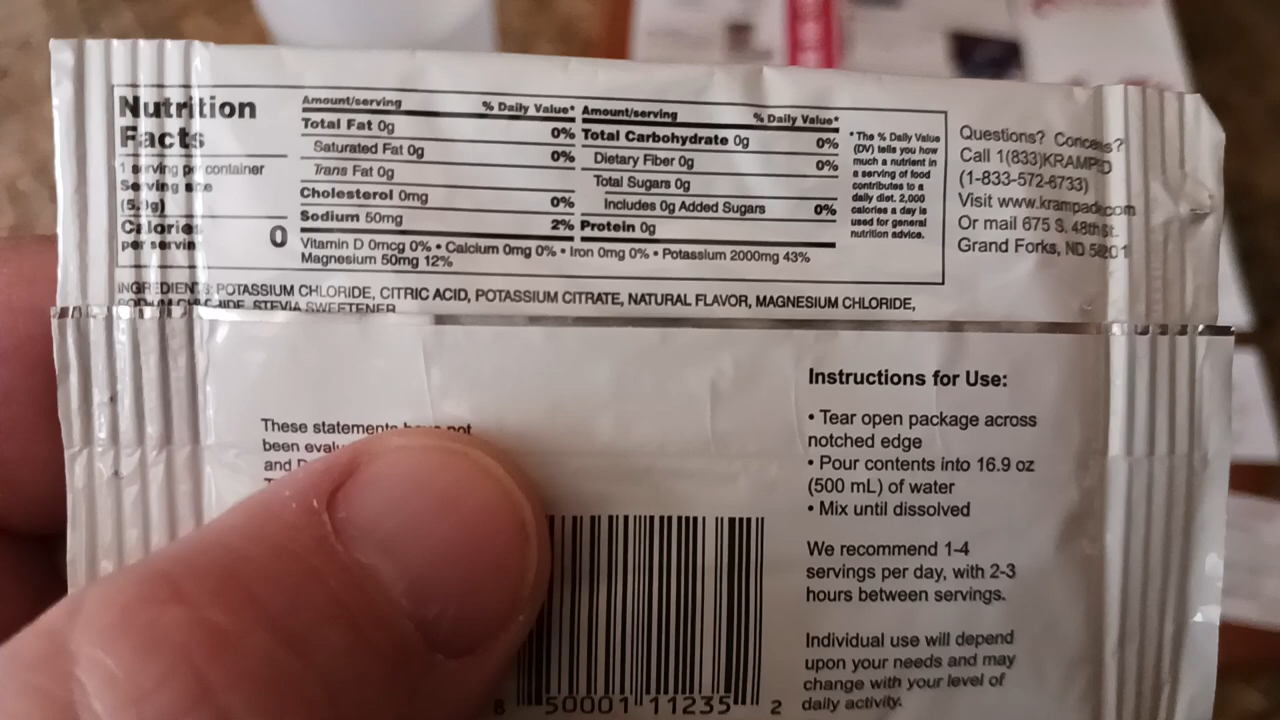 Nutrition
Facts
1 serving per container
Serving size
(5. g)
Calories
per servin
0
Amount/serving % Daily Value*
Total Fat 0g 0%
Saturated Fat 0g 0%
Trans Fat 0g
Cholesterol 0mg 0%
Sodium 50mg 2%
Amount/serving % Daily Value*
Total Carbohydrate 0g 0%
Dietary Fiber 0g 0%
Total Sugars 0g
Includes 0g Added Sugars 0%
Protein 0g
Vitamin D 0mcg 0% • Calcium 0mg 0% • Iron 0mg 0% • Potassium 2000mg 43%
Magnesium 50mg 12%
* The % Daily Value
(DV) tells you how
much a nutrient in
a serving of food
contributes to a
daily diet. 2,000
calories a day is
used for general
nutrition advice.
Questions? Concerns?
Call 1(833)KRAMPD
(1-833-572-6733)
Visit www.krampade.com
Or mail 675 S. 48th St.
Grand Forks, ND 58201
INGREDIENTS: POTASSIUM CHLORIDE, CITRIC ACID, POTASSIUM CITRATE, NATURAL FLAVOR, MAGNESIUM CHLORIDE,
SODIUM CHLORIDE, STEVIA SWEETENER
These statements have not
been
and
Instructions for Use:
• Tear open package across
notched edge
• Pour contents into 16.9 oz
(500 mL) of water
• Mix until dissolved
We recommend 1-4
servings per day, with 2-3
hours between servings.
Individual use will depend
upon your needs and may
change with your level of
daily activity.
8 50001 11235 2